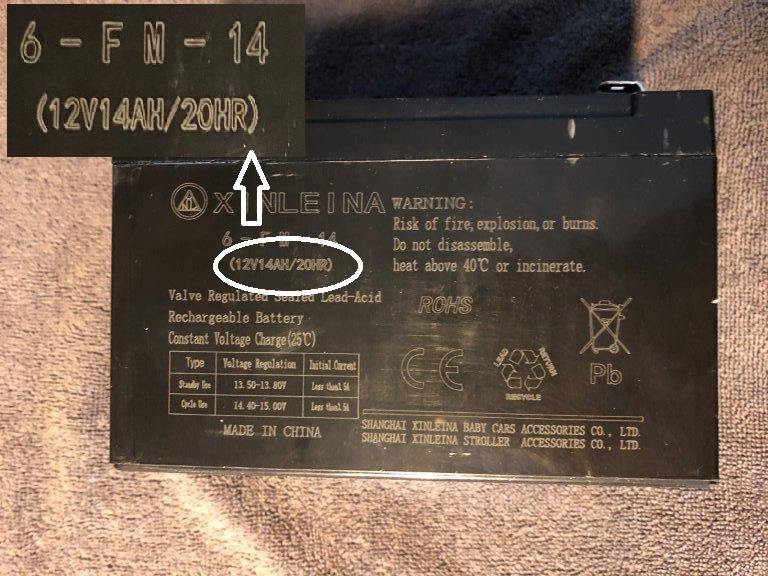 6-FM-14
(12V14AH/20HR)
XINLEINA
6-FM-14
(12V14AH/20HR)
Valve Regulated Sealed Lead-Acid
Rechargeable Battery
Constant Voltage Charge(25℃)
Type Voltage Regulation Initial Current
Standby Use 13.50-13.80V Less than1.5A
Cycle Use 14.40-15.00V Less than1.5A
MADE IN CHINA
WARNING:
Risk of fire, explosion, or burns.
Do not disassemble,
heat above 40℃ or incinerate.
ROHS
CE
LEAD RETURN
RECYCLE
Pb
SHANGHAI XINLEINA BABY CARS ACCESSORIES CO., LTD.
SHANGHAI XINLEINA STROLLER ACCESSORIES CO., LTD.